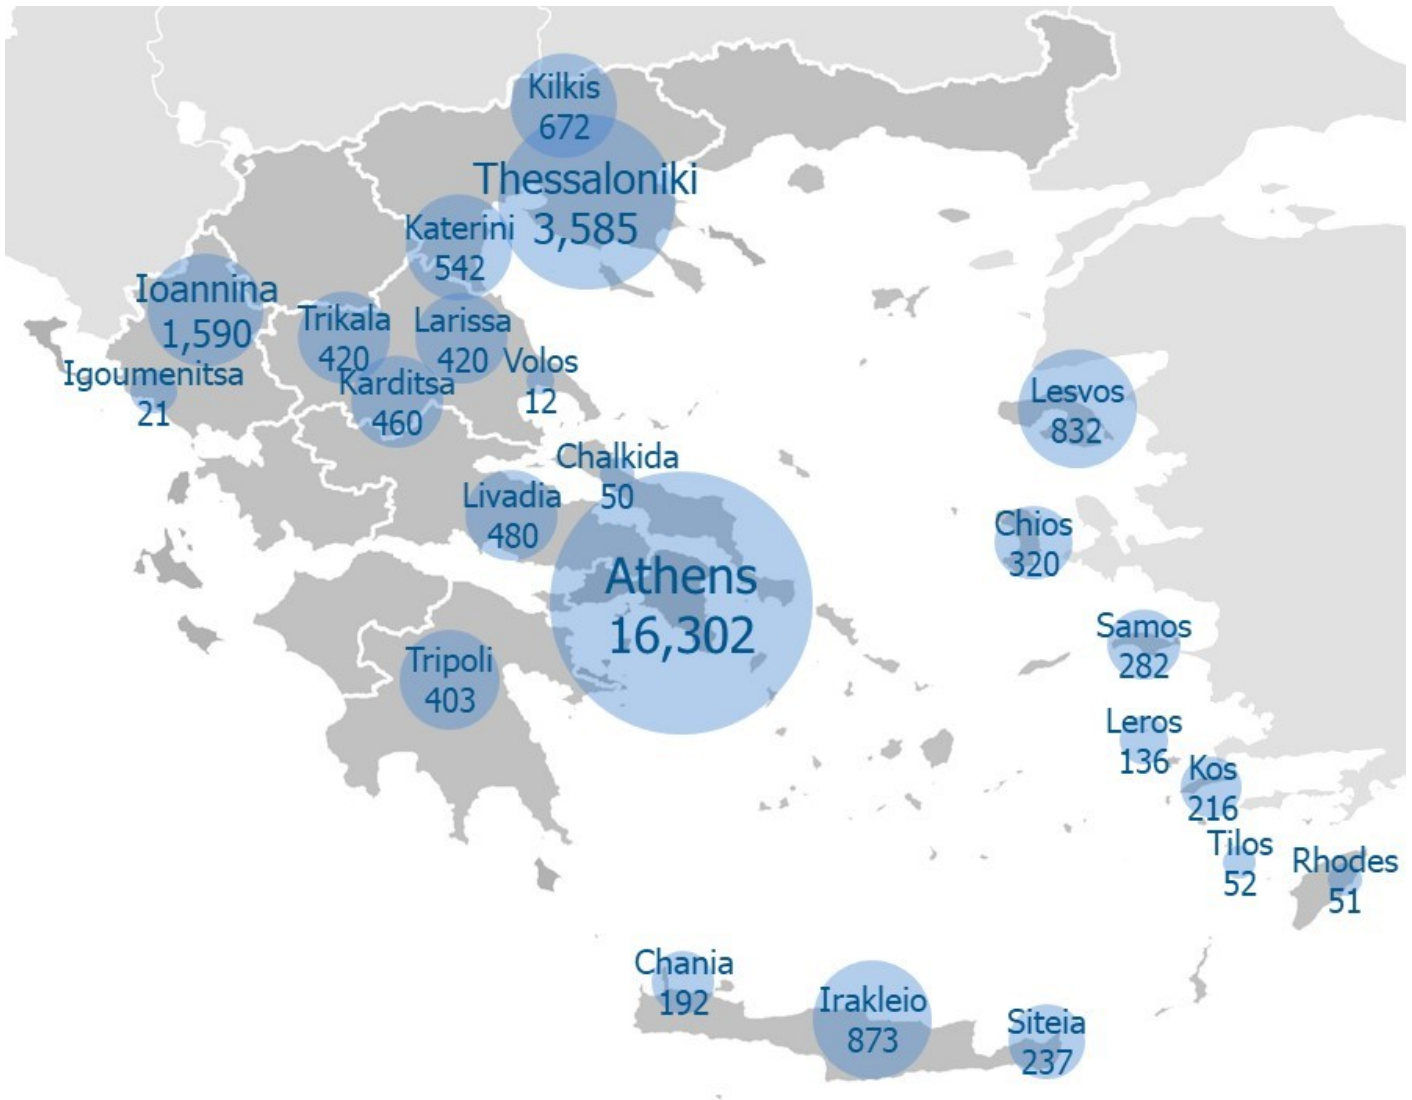 Kilkis
672
Thessaloniki
3,585
Katerini
542
Ioannina
1,590
Trikala
420
Larissa
420
Volos
12
Igoumenitsa
21
Karditsa
460
Lesvos
832
Chalkida
50
Livadia
480
Chios
320
Athens
16,302
Samos
282
Tripoli
403
Leros
136
Kos
216
Tilos
52
Rhodes
51
Chania
192
Irakleio
873
Siteia
237